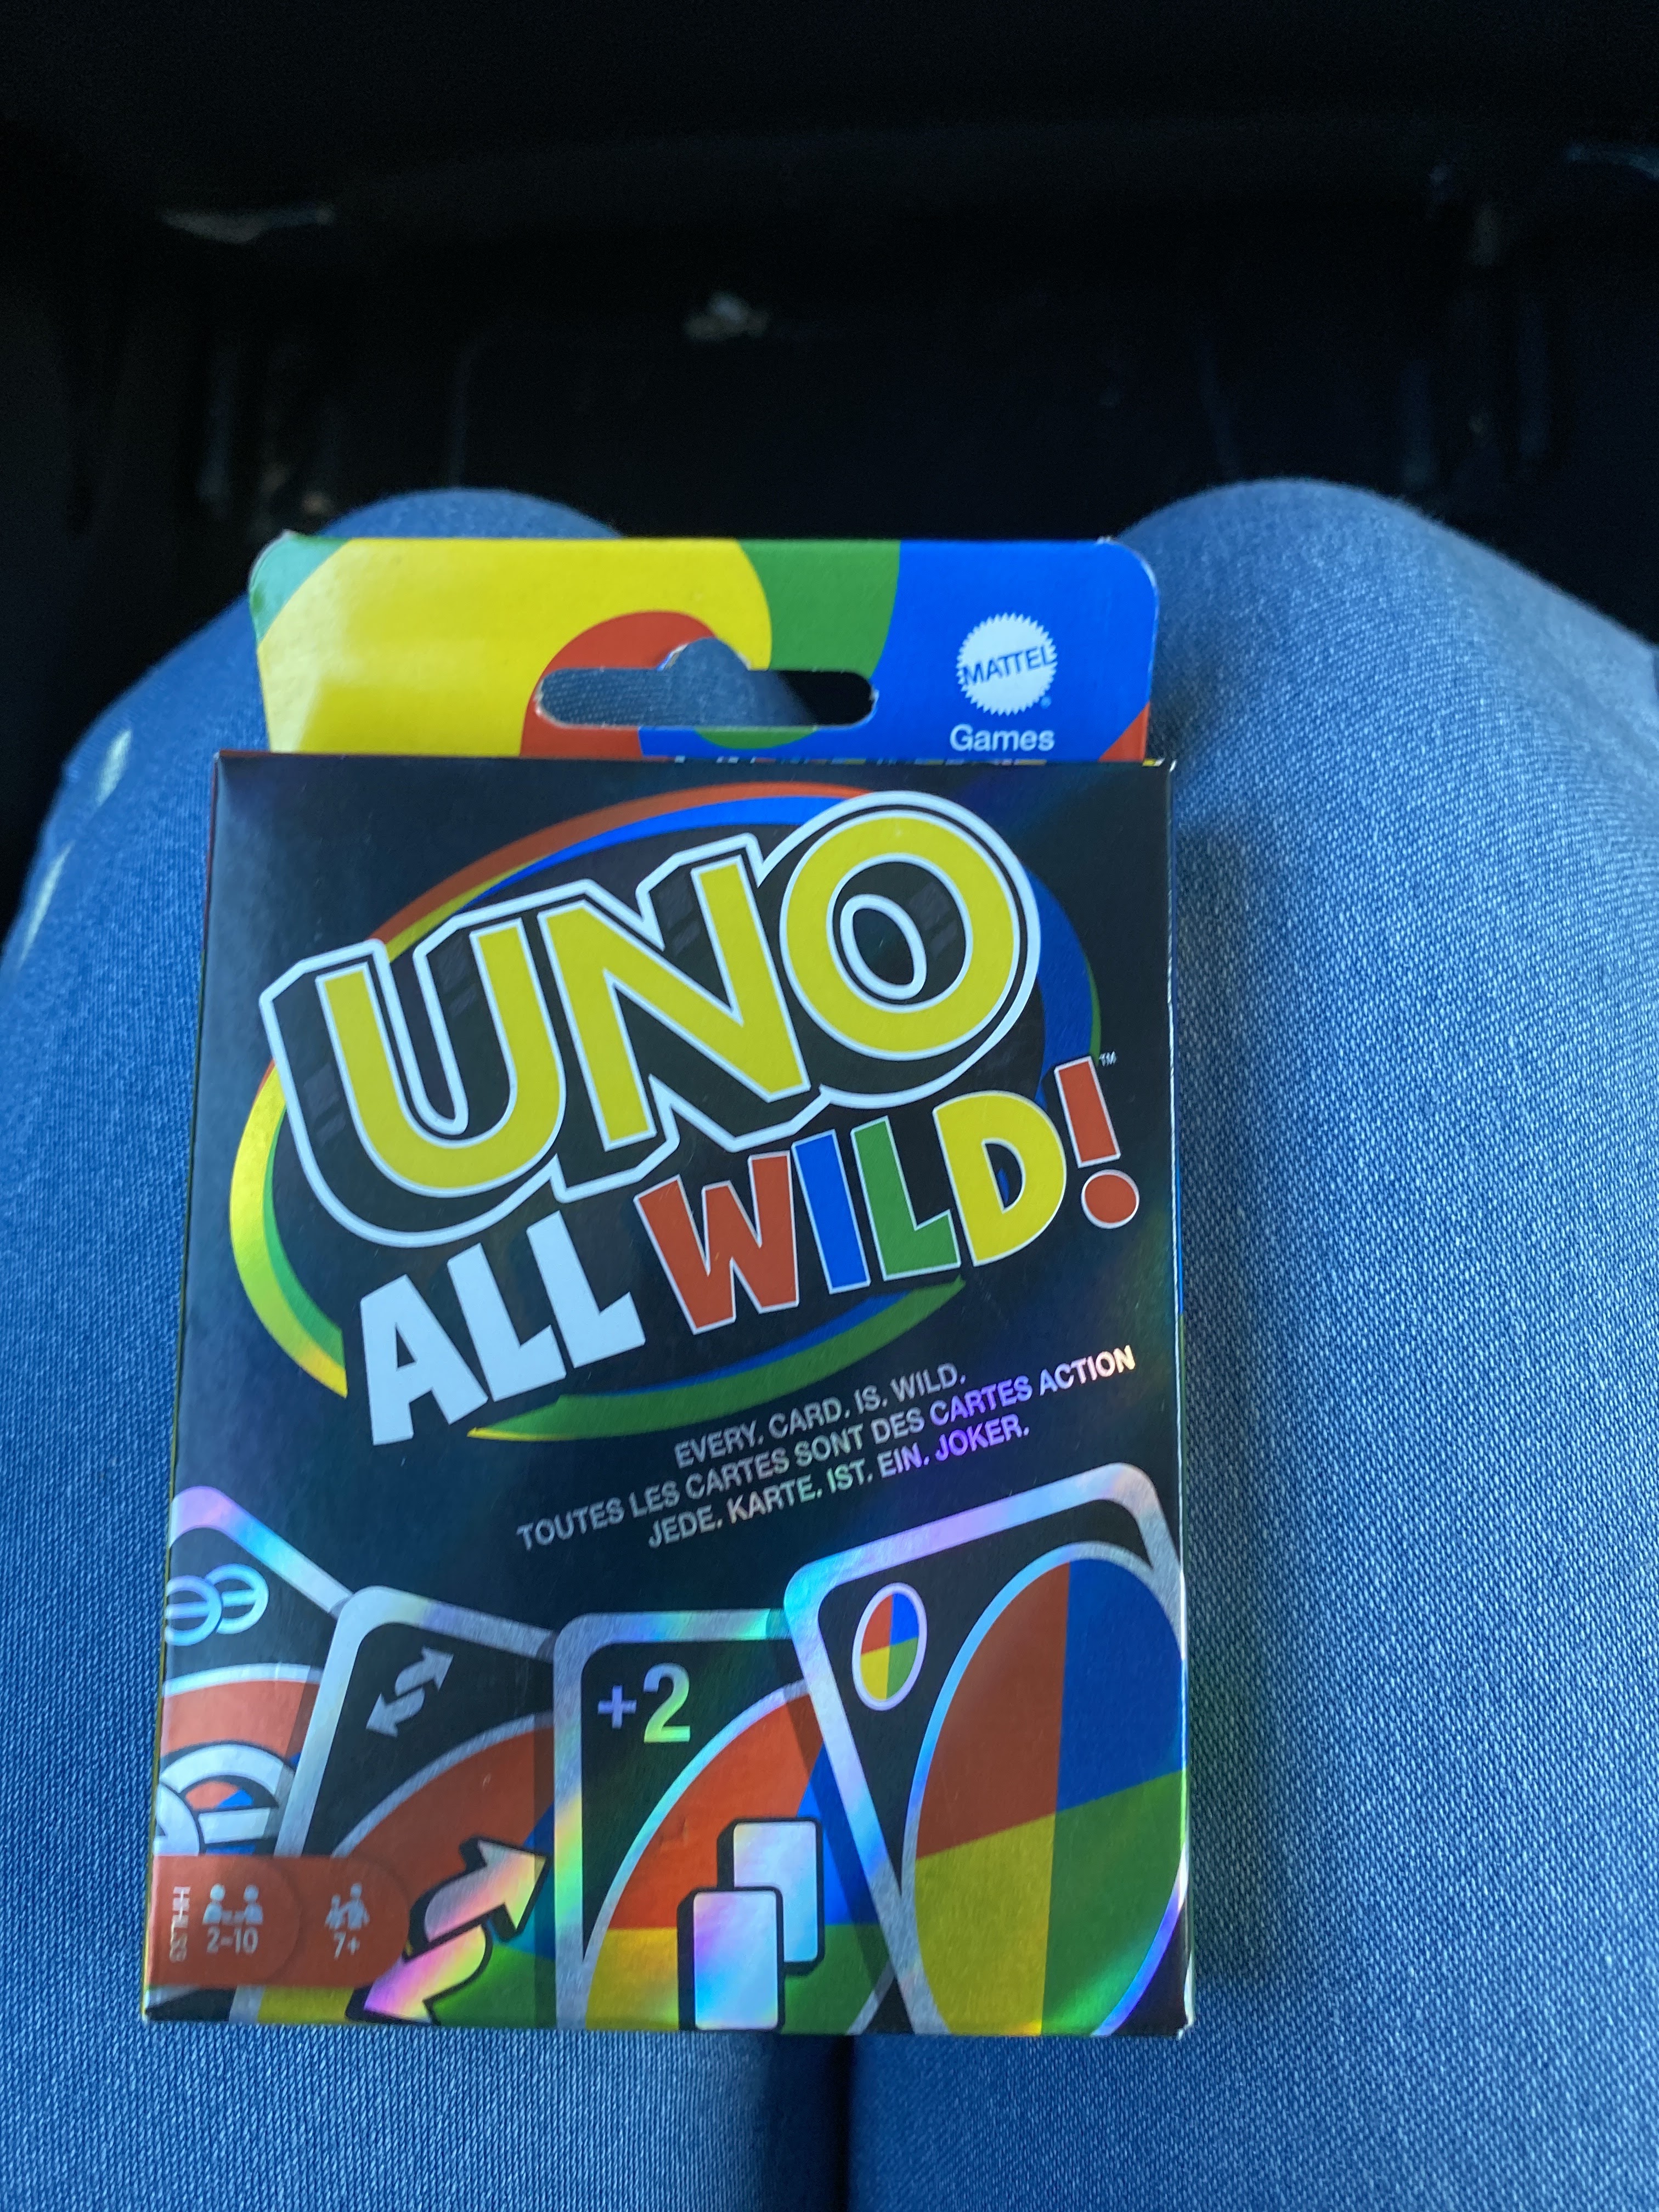 MATTEL
Games
UNO
ALL WILD!
™
EVERY. CARD. IS. WILD.
TOUTES LES CARTES SONT DES CARTES ACTION
JEDE. KARTE. IST. EIN. JOKER.
+2
2-10
7+